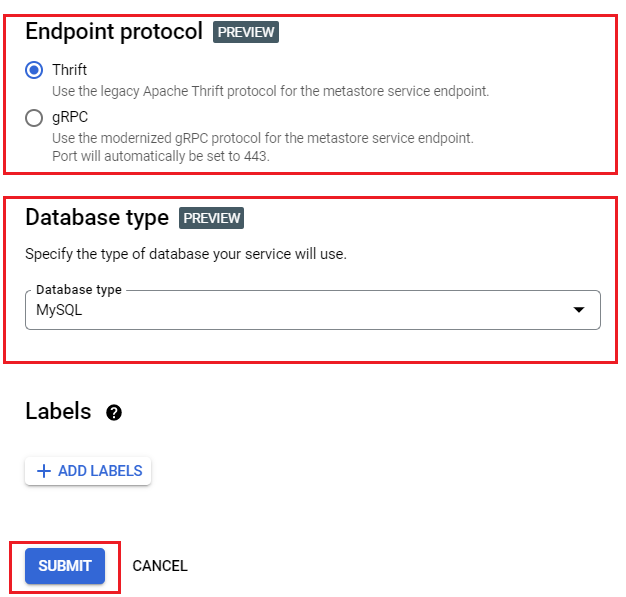 Endpoint protocol PREVIEW
Thrift
Use the legacy Apache Thrift protocol for the metastore service endpoint.
gRPC
Use the modernized gRPC protocol for the metastore service endpoint.
Port will automatically be set to 443.
Database type PREVIEW
Specify the type of database your service will use.
Database type
MySQL
Labels ?
+ ADD LABELS
SUBMIT CANCEL